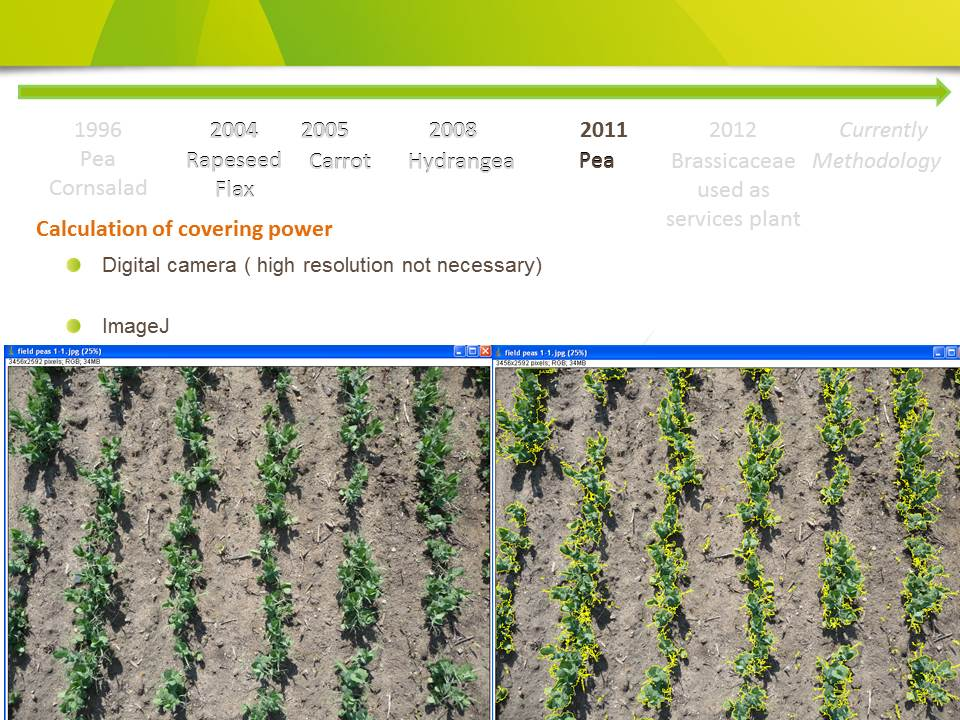 1996 2004 2005 2008 2011 2012 Currently
Pea Rapeseed Carrot Hydrangea Pea Brassicaceae Methodology
Cornsalad Flax used as
services plant
Calculation of covering power
Digital camera ( high resolution not necessary)
ImageJ
field peas 1-1.jpg (25%) field peas 1-1.jpg (25%)
3456x2592 pixels; RGB; 34MB 3456x2592 pixels; RGB; 34MB